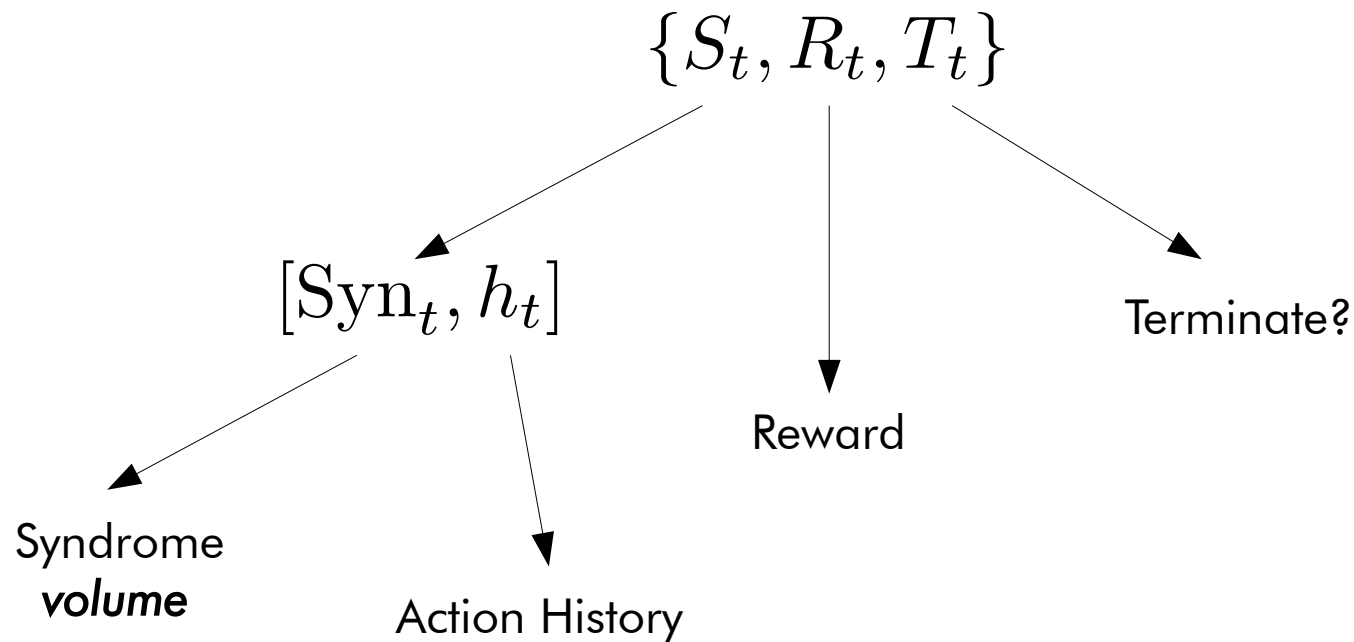 {S_t, R_t, T_t}
[Syn_t, h_t]
Terminate?
Reward
Syndrome
volume
Action History